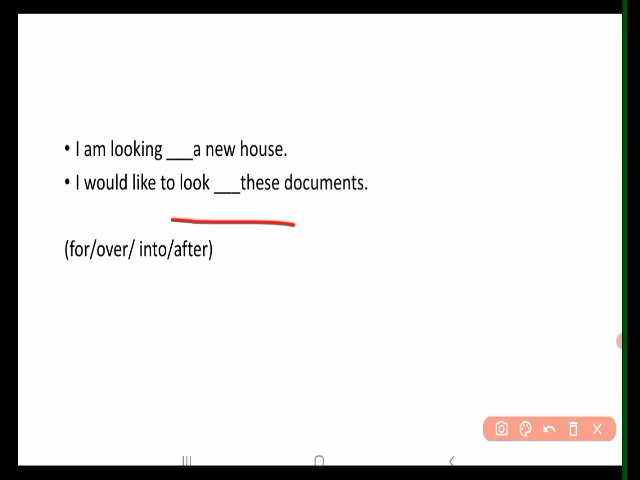 • I am looking ___a new house.
• I would like to look ___these documents.
(for/over/ into/after)